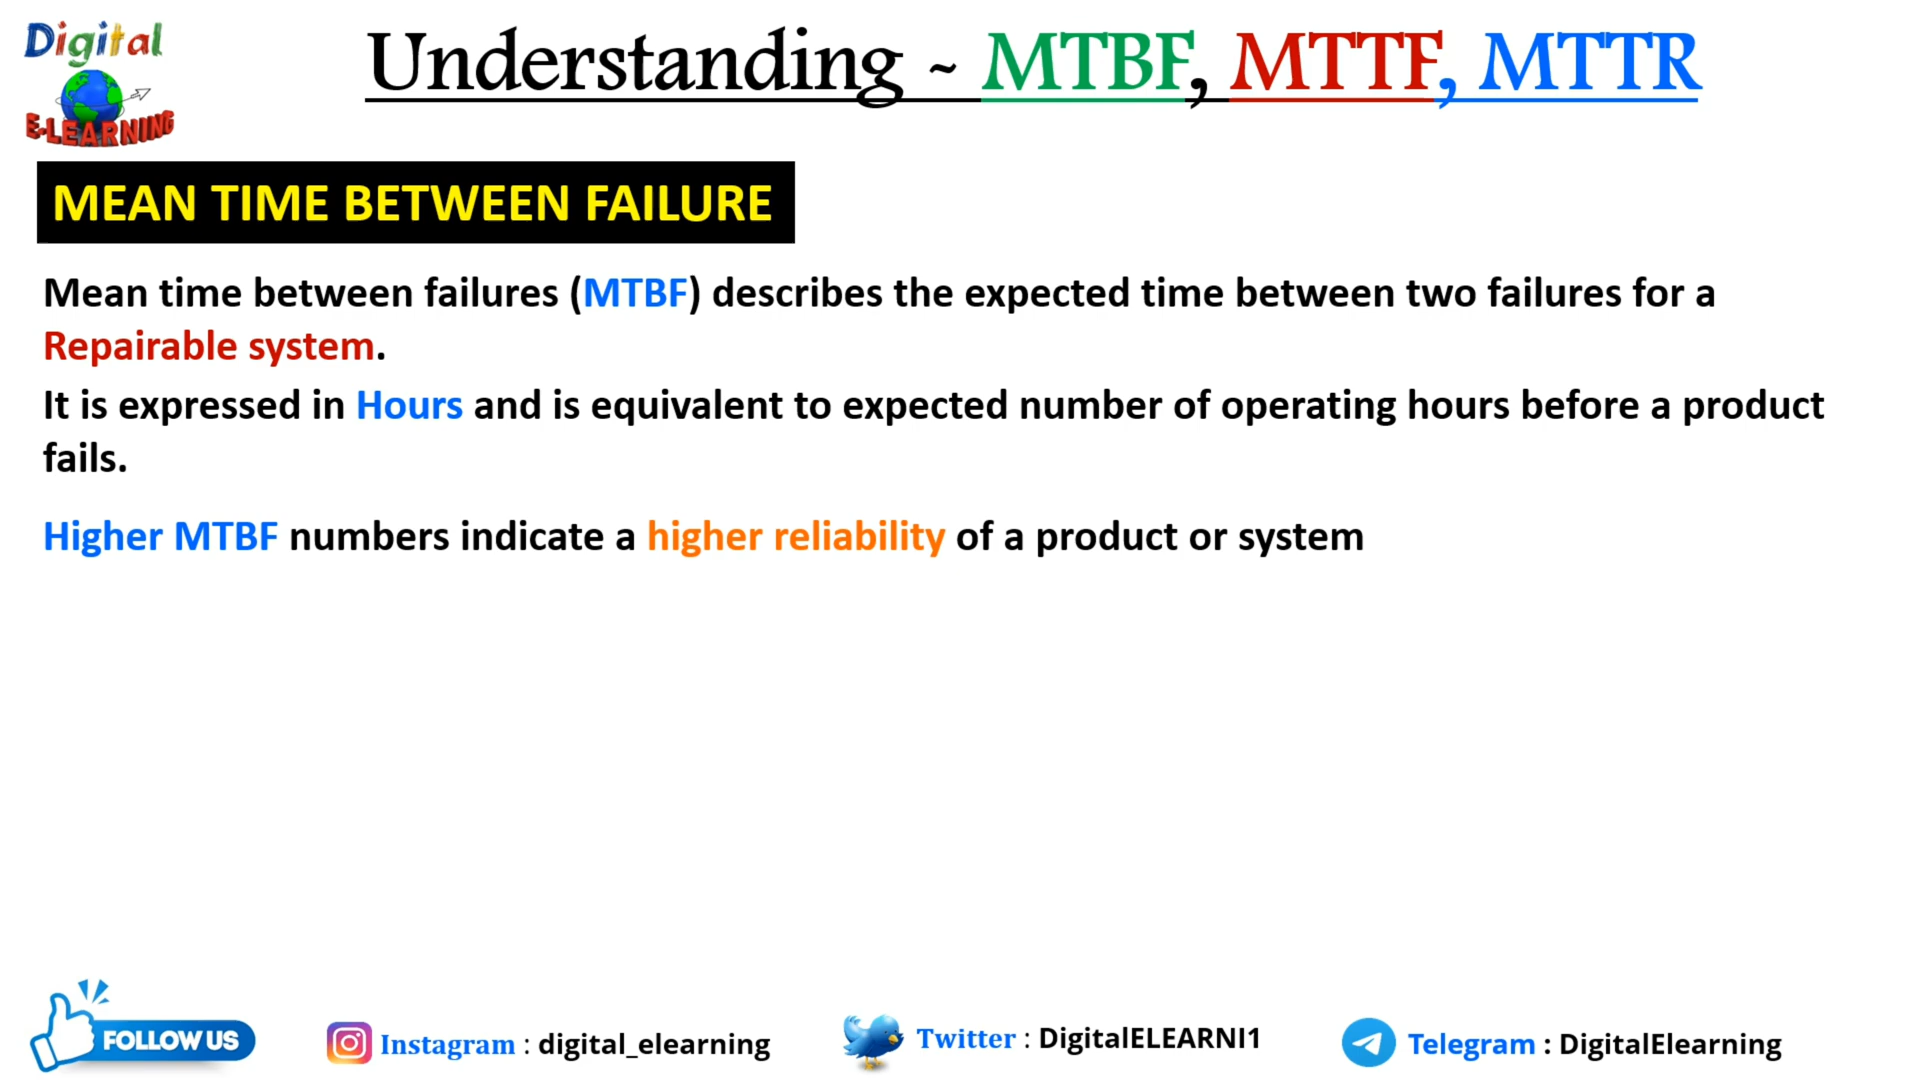 Digital
E-LEARNING
Understanding ~ MTBF, MTTF, MTTR
MEAN TIME BETWEEN FAILURE
Mean time between failures (MTBF) describes the expected time between two failures for a
Repairable system.
It is expressed in Hours and is equivalent to expected number of operating hours before a product
fails.
Higher MTBF numbers indicate a higher reliability of a product or system
FOLLOW US
Instagram : digital_elearning
Twitter : DigitalELEARNI1
Telegram : DigitalElearning